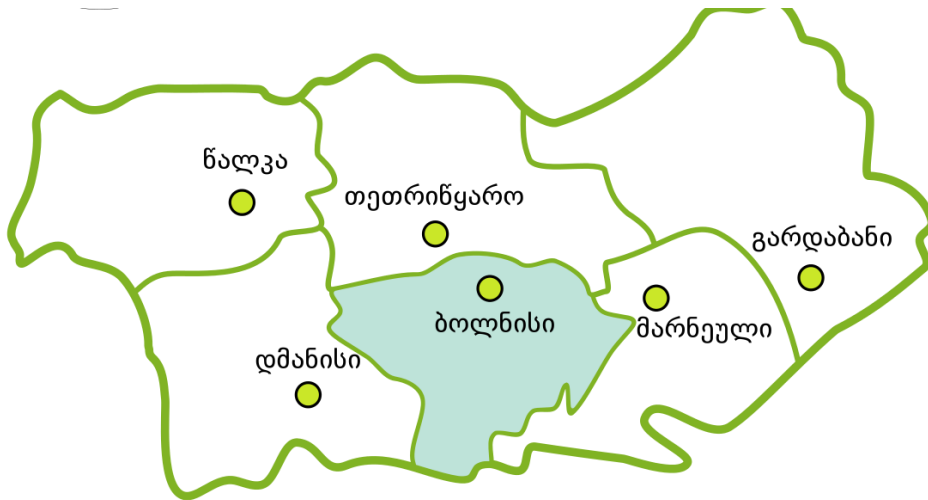 წალკა
თეთრიწყარო
გარდაბანი
ბოლნისი
მარნეული
დმანისი